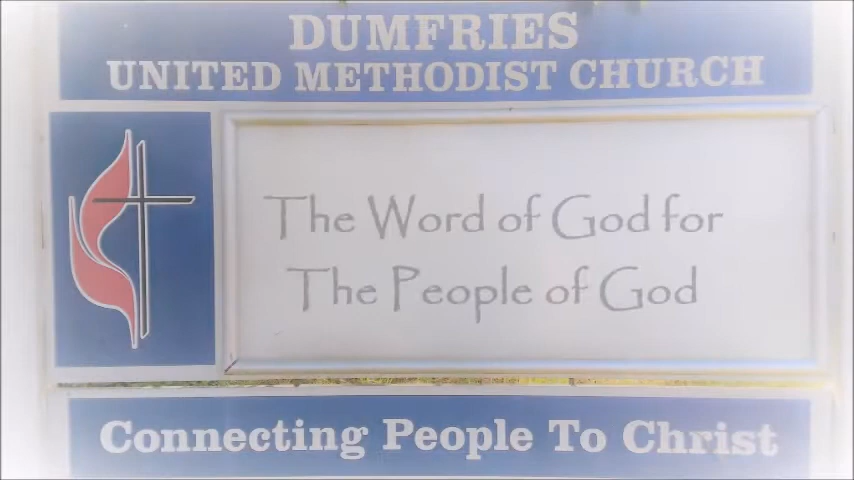 DUMFRIES
UNITED METHODIST CHURCH
The Word of God for
The People of God
Connecting People To Christ